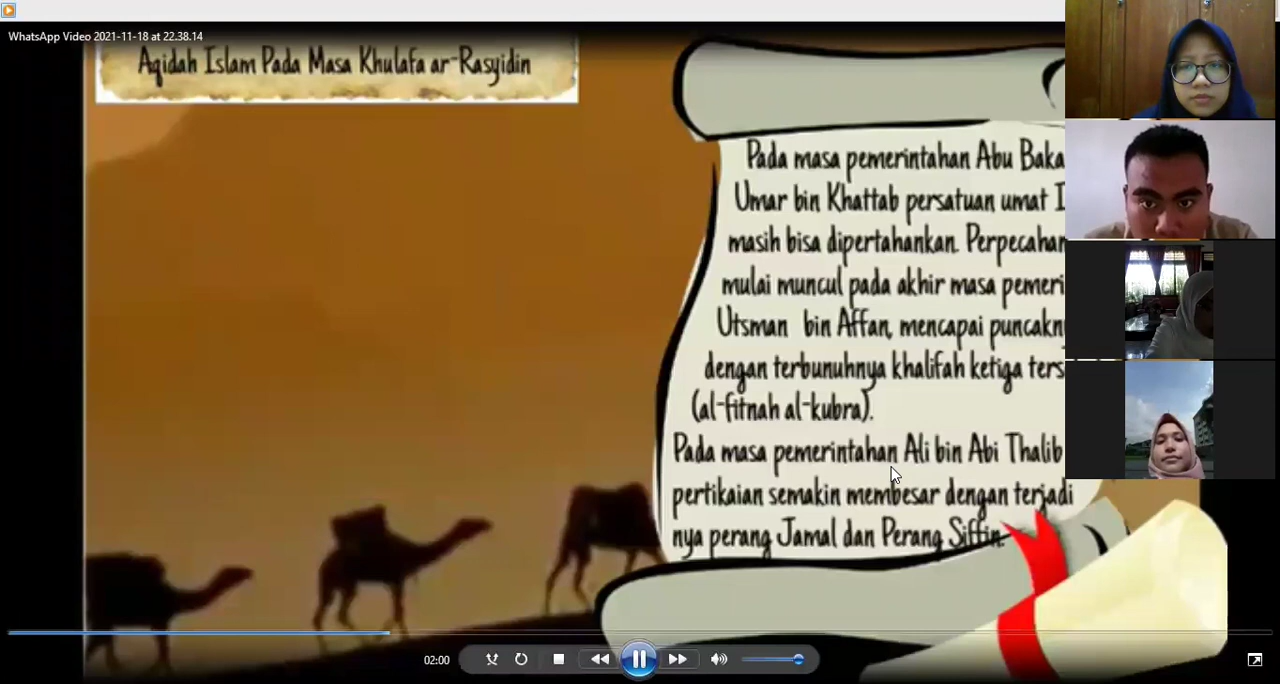 WhatsApp Video 2021-11-18 at 22.38.14
Aqidah Islam Pada Masa Khulafa ar-Rasyidin
Pada masa pemerintahan Abu Baka
Umar bin Khattab persatuan umat I
masih bisa dipertahankan. Perpecahan
mulai muncul pada akhir masa pemeri
Utsman bin Affan, mencapai puncakny
dengan terbunuhnya khalifah ketiga ters
(al-fitnah al-kubra).
Pada masa pemerintahan Ali bin Abi Thalib
pertikaian semakin membesar dengan terjadi
nya perang Jamal dan Perang Siffin.
02:00